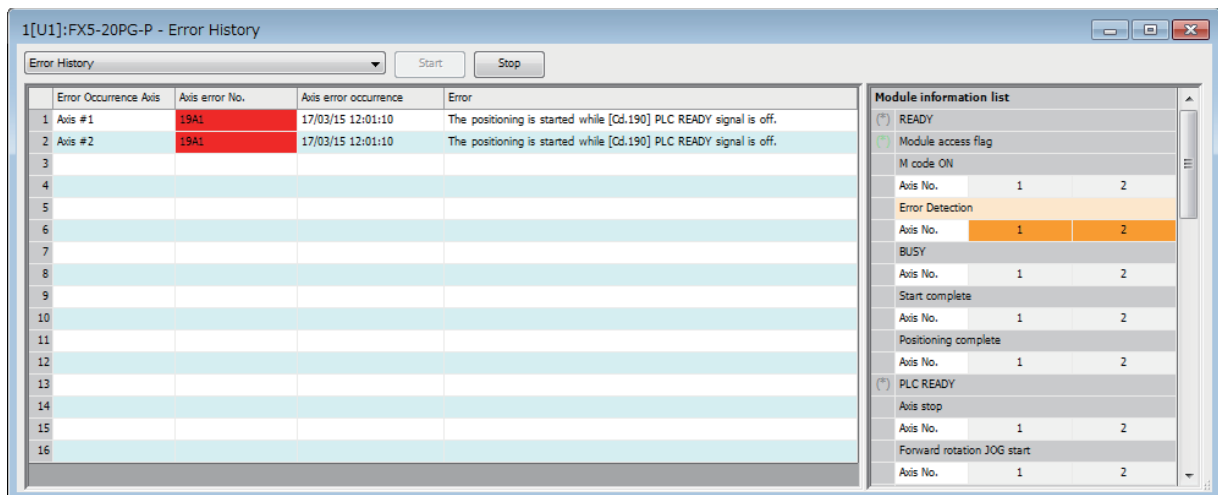 1[U1]:FX5-20PG-P - Error History
Error History Start Stop
Error Occurrence Axis Axis error No. Axis error occurrence Error
1 Axis #1 19A1 17/03/15 12:01:10 The positioning is started while [Cd.190] PLC READY signal is off.
2 Axis #2 19A1 17/03/15 12:01:10 The positioning is started while [Cd.190] PLC READY signal is off.
3
4
5
6
7
8
9
10
11
12
13
14
15
16
Module information list
(*) READY
(*) Module access flag
M code ON
Axis No. 1 2
Error Detection
Axis No. 1 2
BUSY
Axis No. 1 2
Start complete
Axis No. 1 2
Positioning complete
Axis No. 1 2
(*) PLC READY
Axis stop
Axis No. 1 2
Forward rotation JOG start
Axis No. 1 2